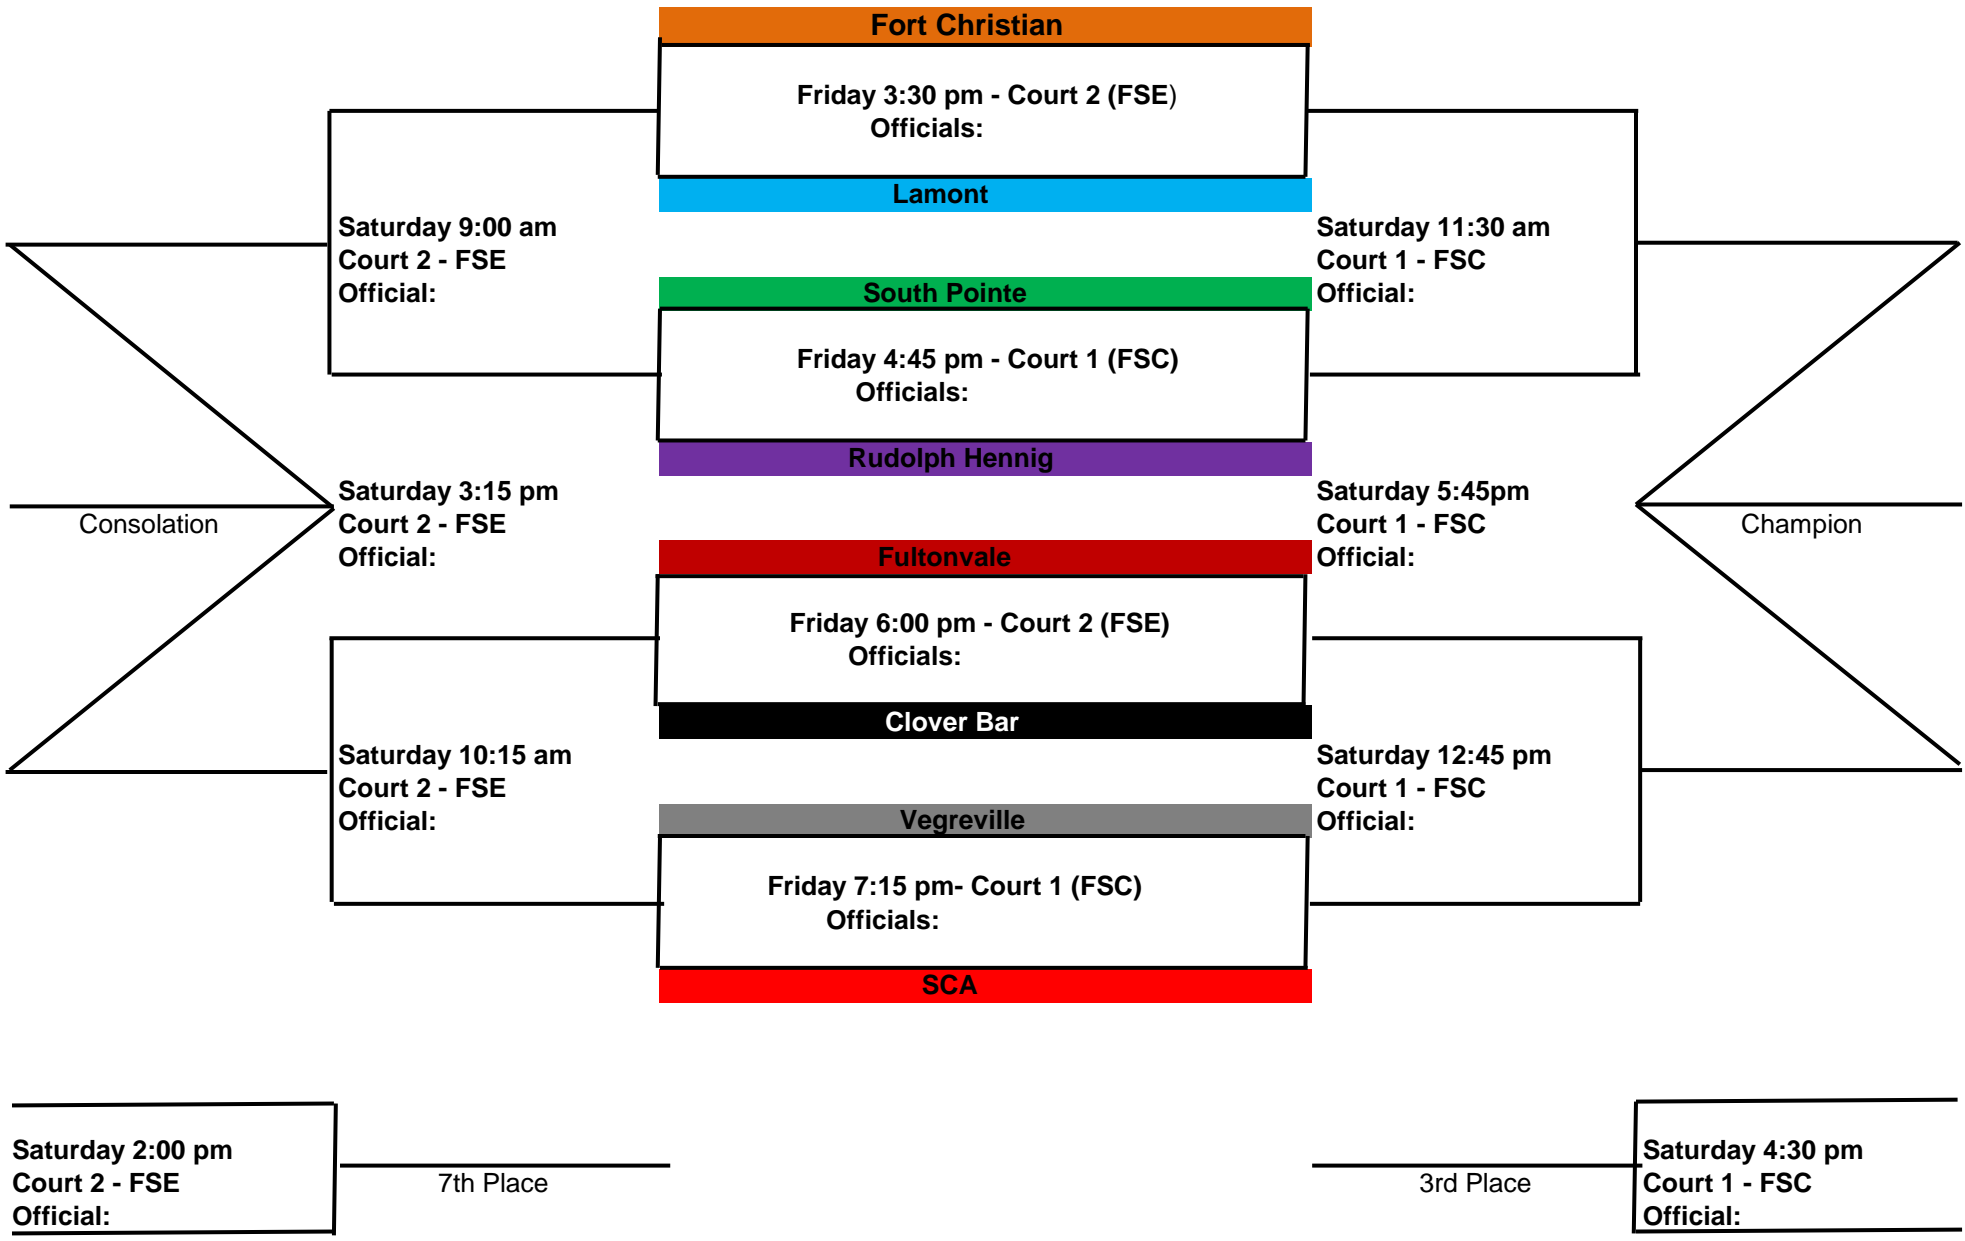 Fort Christian
Friday 3:30 pm - Court 2 (FSE)
Officials:
Lamont
Saturday 9:00 am
Court 2 - FSE
Official:
Saturday 11:30 am
Court 1 - FSC
Official:
South Pointe
Friday 4:45 pm - Court 1 (FSC)
Officials:
Rudolph Hennig
Saturday 3:15 pm
Court 2 - FSE
Official:
Consolation
Saturday 5:45pm
Court 1 - FSC
Official:
Champion
Fultonvale
Friday 6:00 pm - Court 2 (FSE)
Officials:
Clover Bar
Saturday 10:15 am
Court 2 - FSE
Official:
Saturday 12:45 pm
Court 1 - FSC
Official:
Vegreville
Friday 7:15 pm- Court 1 (FSC)
Officials:
SCA
Saturday 2:00 pm
Court 2 - FSE
Official:
7th Place
3rd Place
Saturday 4:30 pm
Court 1 - FSC
Official: